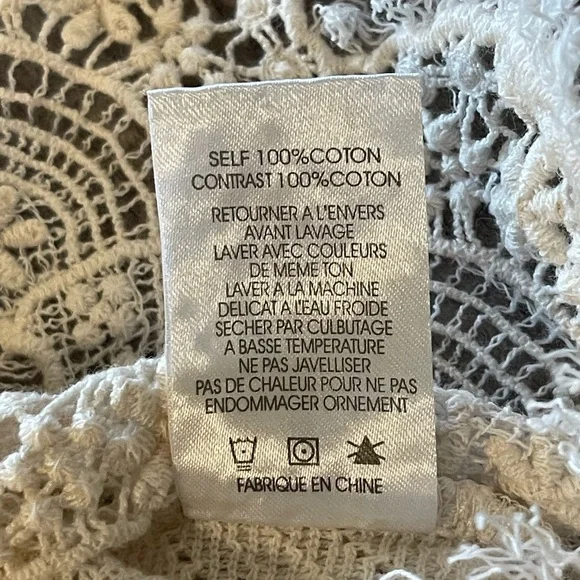 SELF 100%COTON
CONTRAST 100%COTON
RETOURNER A L'ENVERS
AVANT LAVAGE
LAVER AVEC COULEURS
DE MEME TON
LAVER A LA MACHINE
DELICAT A L'EAU FROIDE
SECHER PAR CULBUTAGE
A BASSE TEMPERATURE
NE PAS JAVELLISER
PAS DE CHALEUR POUR NE PAS
ENDOMMAGER ORNEMENT
FABRIQUE EN CHINE